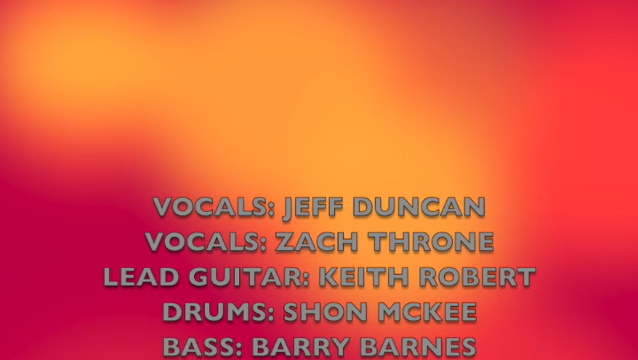 VOCALS: JEFF DUNCAN
VOCALS: ZACH THRONE
LEAD GUITAR: KEITH ROBERT
DRUMS: SHON MCKEE
BASS: BARRY BARNES